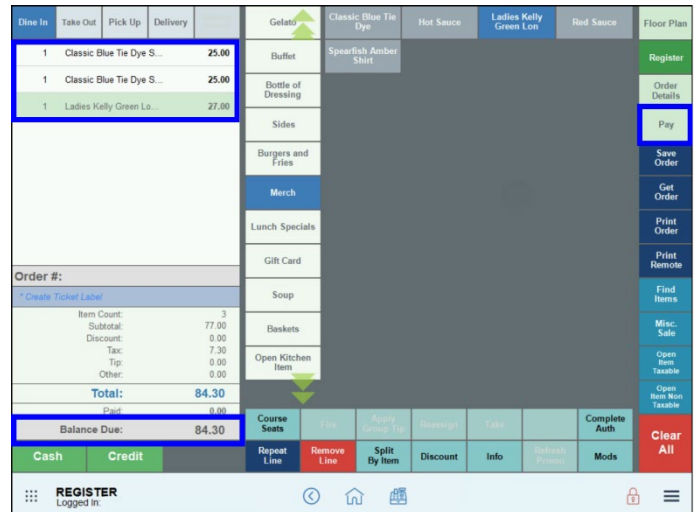 Dine In Take Out Pick Up Delivery
1 Classic Blue Tie Dye S... 25.00
1 Classic Blue Tie Dye S... 25.00
1 Ladies Kelly Green Lo... 27.00
Order #:
* Create Ticket Label
Item Count: 3
Subtotal: 77.00
Discount: 0.00
Tax: 7.30
Tip: 0.00
Other: 0.00
Total: 84.30
Paid: 0.00
Balance Due: 84.30
Cash Credit
Gelato
Buffet
Bottle of
Dressing
Sides
Burgers and
Fries
Merch
Lunch Specials
Gift Card
Soup
Baskets
Open Kitchen
Item
Classic Blue Tie
Dye
Hot Sauce
Ladies Kelly
Green Lon
Red Sauce
Spearfish Amber
Shirt
Course
Seats
Fire
Apply
Group Tip
Reassign
Take
Complete
Auth
Repeat
Line
Remove
Line
Split
By Item
Discount
Info
Refresh
Mods
Floor Plan
Register
Order
Details
Pay
Save
Order
Get
Order
Print
Order
Print
Remote
Find
Items
Misc.
Sale
Open
Item
Taxable
Open
Item Non
Taxable
Clear
All
REGISTER
Logged In: